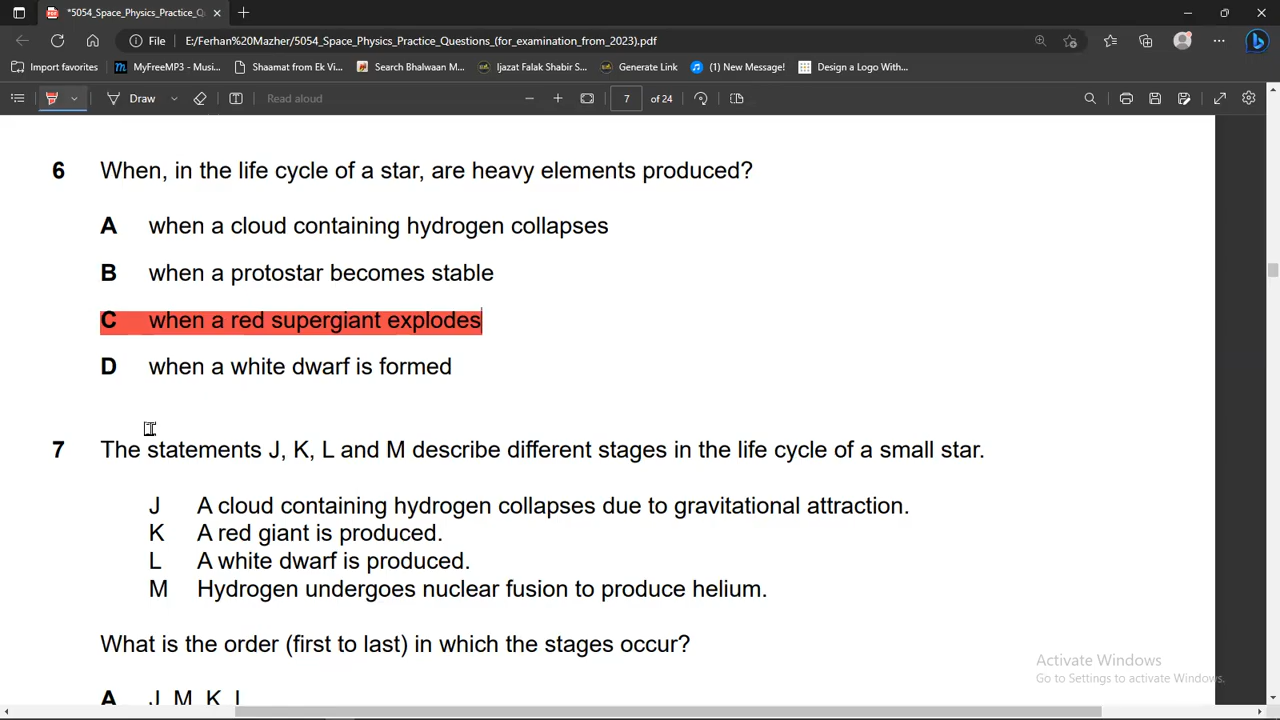 *5054_Space_Physics_Practice_Q
File E:/Ferhan%20Mazher/5054_Space_Physics_Practice_Questions_(for_examination_from_2023).pdf
Import favorites MyFreeMP3 - Musi... Shaamat from Ek Vi... Search Bhalwaan M... Ijazat Falak Shabir S... Generate Link (1) New Message! Design a Logo With...
Draw Read aloud 7 of 24
6 When, in the life cycle of a star, are heavy elements produced?
A when a cloud containing hydrogen collapses
B when a protostar becomes stable
C when a red supergiant explodes
D when a white dwarf is formed
7 The statements J, K, L and M describe different stages in the life cycle of a small star.
J A cloud containing hydrogen collapses due to gravitational attraction.
K A red giant is produced.
L A white dwarf is produced.
M Hydrogen undergoes nuclear fusion to produce helium.
What is the order (first to last) in which the stages occur?
A J M K L
Activate Windows
Go to Settings to activate Windows.